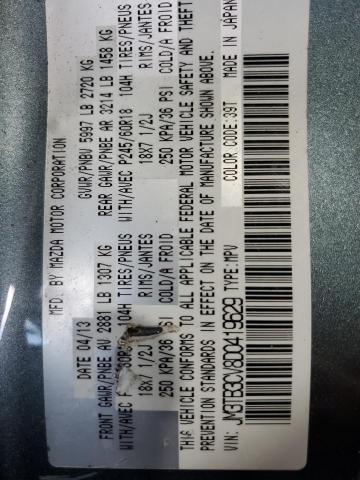 MFD. BY MAZDA MOTOR CORPORATION
DATE 04/13 GVWR/PNBV 5997 LB 2720 KG
FRONT GAWR/PNBE AV 2881 LB 1307 KG REAR GAWR/PNBE AR 3214 LB 1458 KG
WITH/AVEC 104H TIRES/PNEUS WITH/AVEC P245/60R18 104H TIRES/PNEUS
18x7 1/2J RIMS/JANTES 18X7 1/2J RIMS/JANTES
250 KPA/36 PSI COLD/A FROID 250 KPA/36 PSI COLD/A FROID
THIS VEHICLE CONFORMS TO ALL APPLICABLE FEDERAL MOTOR VEHICLE SAFETY AND THEFT
PREVENTION STANDARDS IN EFFECT ON THE DATE OF MANUFACTURE SHOWN ABOVE.
MADE IN JAPAN
COLOR CODE:39T
JM3TB3CV8D0419629
VIN: TYPE:MPV